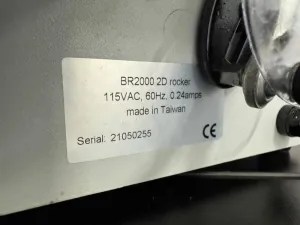 BR2000 2D rocker
115VAC, 60Hz, 0.24amps
made in Taiwan
Serial: 21050255
CE